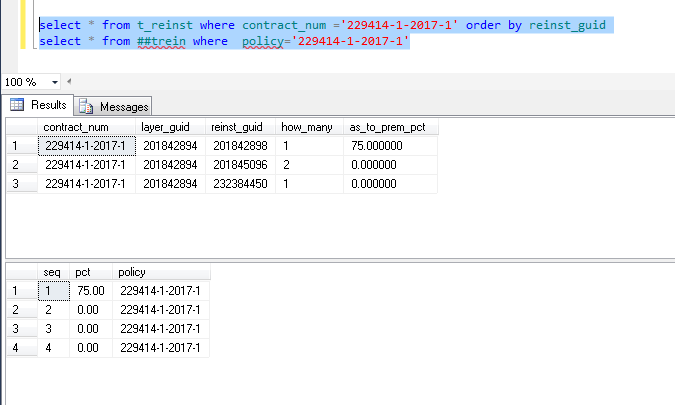 select * from t_reinst where contract_num ='229414-1-2017-1' order by reinst_guid
select * from ##trein where  policy='229414-1-2017-1'
100 %
Results Messages
contract_num layer_guid reinst_guid how_many as_to_prem_pct
1 229414-1-2017-1 201842894 201842898 1 75.000000
2 229414-1-2017-1 201842894 201845096 2 0.000000
3 229414-1-2017-1 201842894 232384450 1 0.000000
seq pct policy
1 1 75.00 229414-1-2017-1
2 2 0.00 229414-1-2017-1
3 3 0.00 229414-1-2017-1
4 4 0.00 229414-1-2017-1